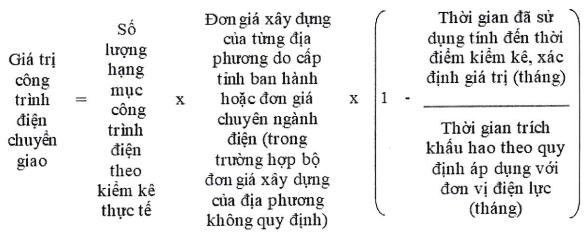 Giá trị
công
trình
điện
chuyển
giao
=
Số
lượng
hạng
mục
công
trình
điện
theo
kiểm kê
thực tế
x
Đơn giá xây dựng
của từng địa
phương do cấp
tỉnh ban hành
hoặc đơn giá
chuyên ngành
điện (trong
trường hợp bộ
đơn giá xây dựng
của địa phương
không quy định)
x
1 -
Thời gian đã sử
dụng tính đến thời
điểm kiểm kê, xác
định giá trị (tháng)
Thời gian trích
khấu hao theo quy
định áp dụng với
đơn vị điện lực
(tháng)